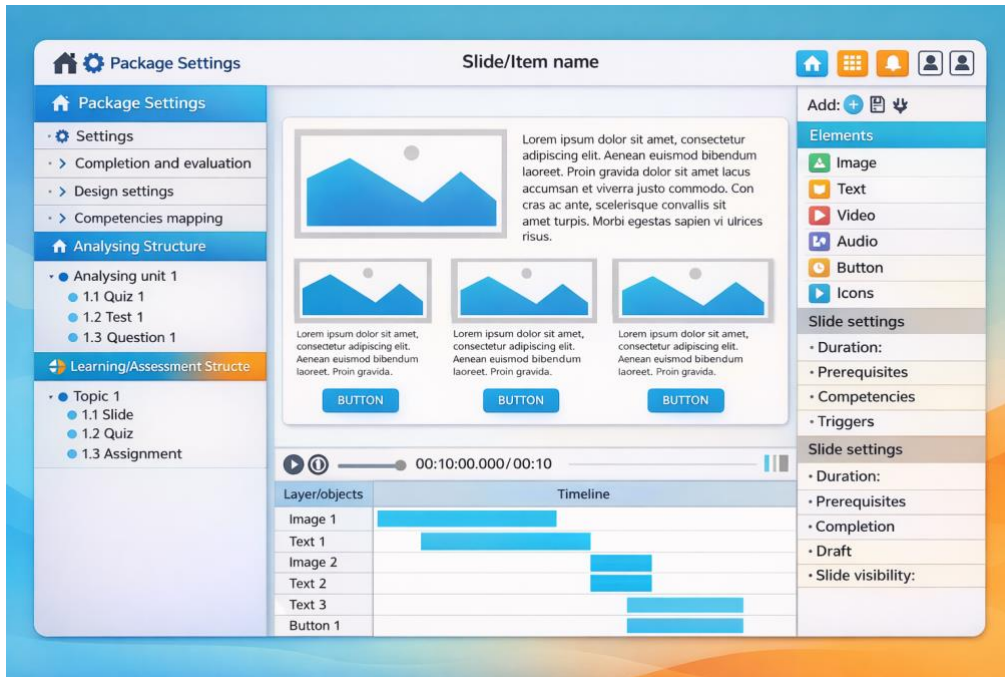 Package Settings
Slide/Item name
Package Settings
Settings
Completion and evaluation
Design settings
Competencies mapping
Analysing Structure
Analysing unit 1
1.1 Quiz 1
1.2 Test 1
1.3 Question 1
Learning/Assessment Structe
Topic 1
1.1 Slide
1.2 Quiz
1.3 Assignment
Lorem ipsum dolor sit amet, consectetur
adipiscing elit. Aenean euismod bibendum
laoreet. Proin gravida dolor sit amet lacus
accumsan et viverra justo commodo. Con
cras ac ante, scelerisque convallis sit
amet turpis. Morbi egestas sapien vi ulrices
risus.
Lorem ipsum dolor sit amet,
consectetur adipiscing elit.
Aenean euismod bibendum
laoreet. Proin gravida.
BUTTON
Lorem ipsum dolor sit amet,
consectetur adipiscing elit.
Aenean euismod bibendum
laoreet. Proin gravida.
BUTTON
Lorem ipsum dolor sit amet,
consectetur adipiscing elit.
Aenean euismod bibendum
laoreet. Proin gravida.
BUTTON
00:10:00.000/00:10
Layer/objects
Timeline
Image 1
Text 1
Image 2
Text 2
Text 3
Button 1
Add:
Elements
Image
Text
Video
Audio
Button
Icons
Slide settings
Duration:
Prerequisites
Competencies
Triggers
Slide settings
Duration:
Prerequisites
Completion
Draft
Slide visibility: